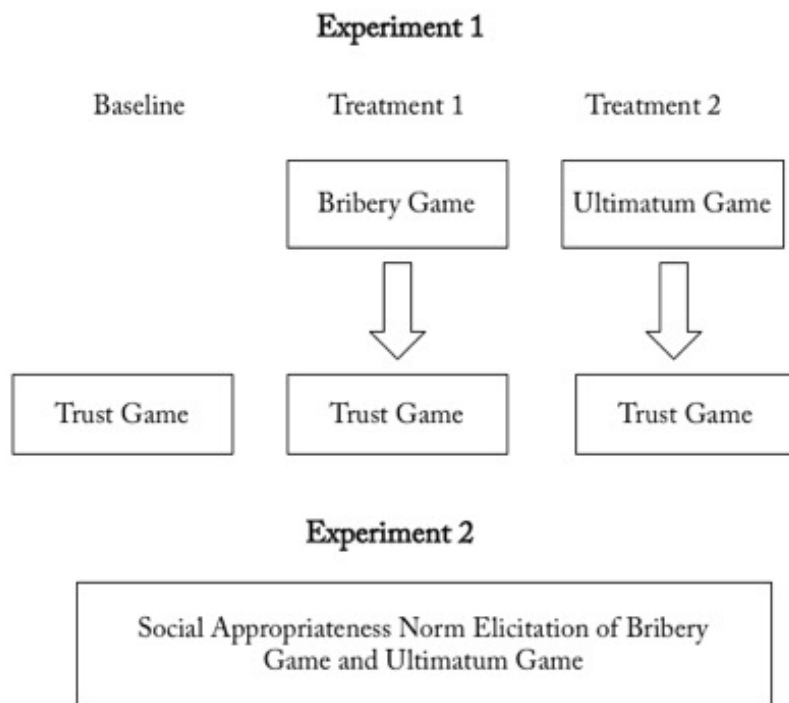 Experiment 1
Baseline
Treatment 1
Treatment 2
Bribery Game
Ultimatum Game
Trust Game
Trust Game
Trust Game
Experiment 2
Social Appropriateness Norm Elicitation of Bribery
Game and Ultimatum Game